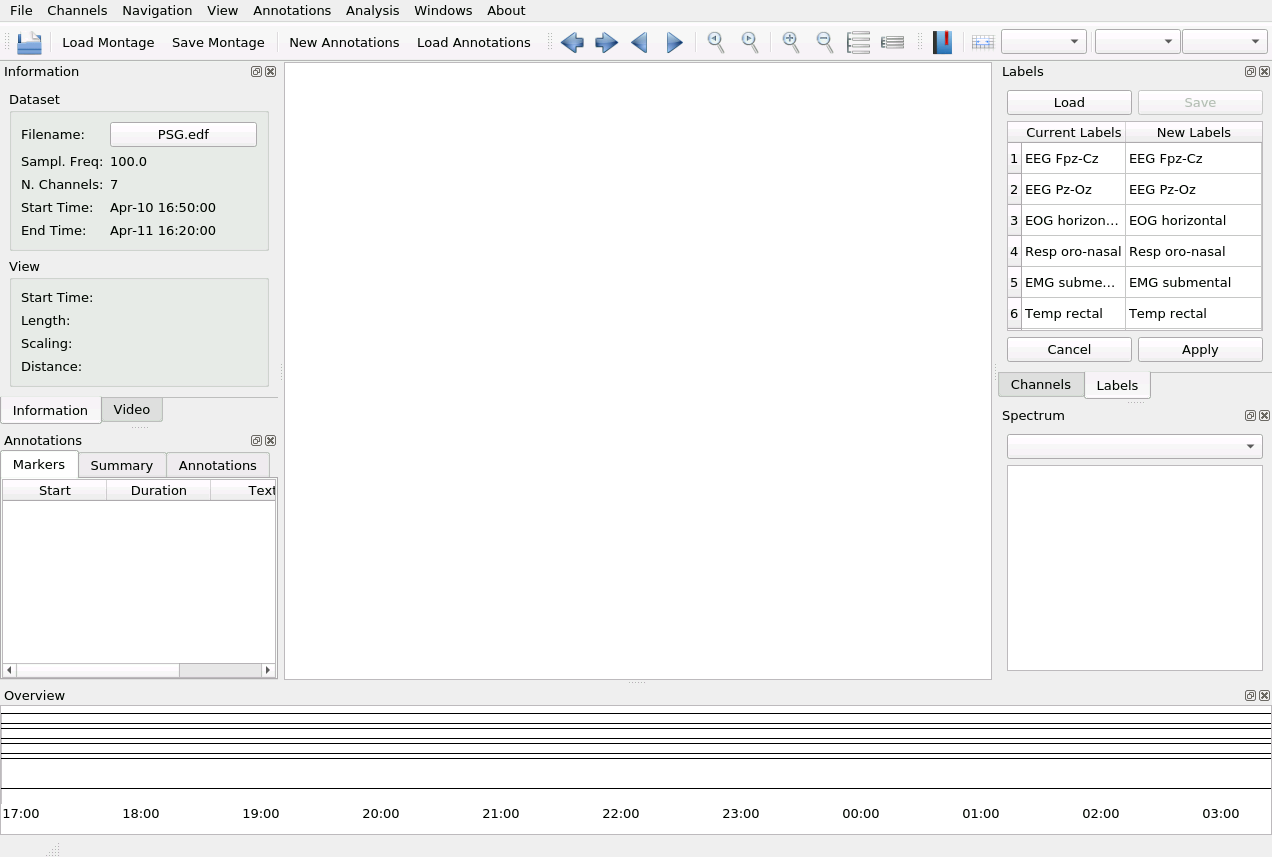 File Channels Navigation View Annotations Analysis Windows About
Load Montage Save Montage New Annotations Load Annotations
Information
Dataset
Filename: PSG.edf
Sampl. Freq: 100.0
N. Channels: 7
Start Time: Apr-10 16:50:00
End Time: Apr-11 16:20:00
View
Start Time:
Length:
Scaling:
Distance:
Information Video
Annotations
Markers Summary Annotations
Start Duration Text
Labels
Load Save
Current Labels New Labels
1 EEG Fpz-Cz EEG Fpz-Cz
2 EEG Pz-Oz EEG Pz-Oz
3 EOG horizon... EOG horizontal
4 Resp oro-nasal Resp oro-nasal
5 EMG subme... EMG submental
6 Temp rectal Temp rectal
Cancel Apply
Channels Labels
Spectrum
Overview
17:00 18:00 19:00 20:00 21:00 22:00 23:00 00:00 01:00 02:00 03:00